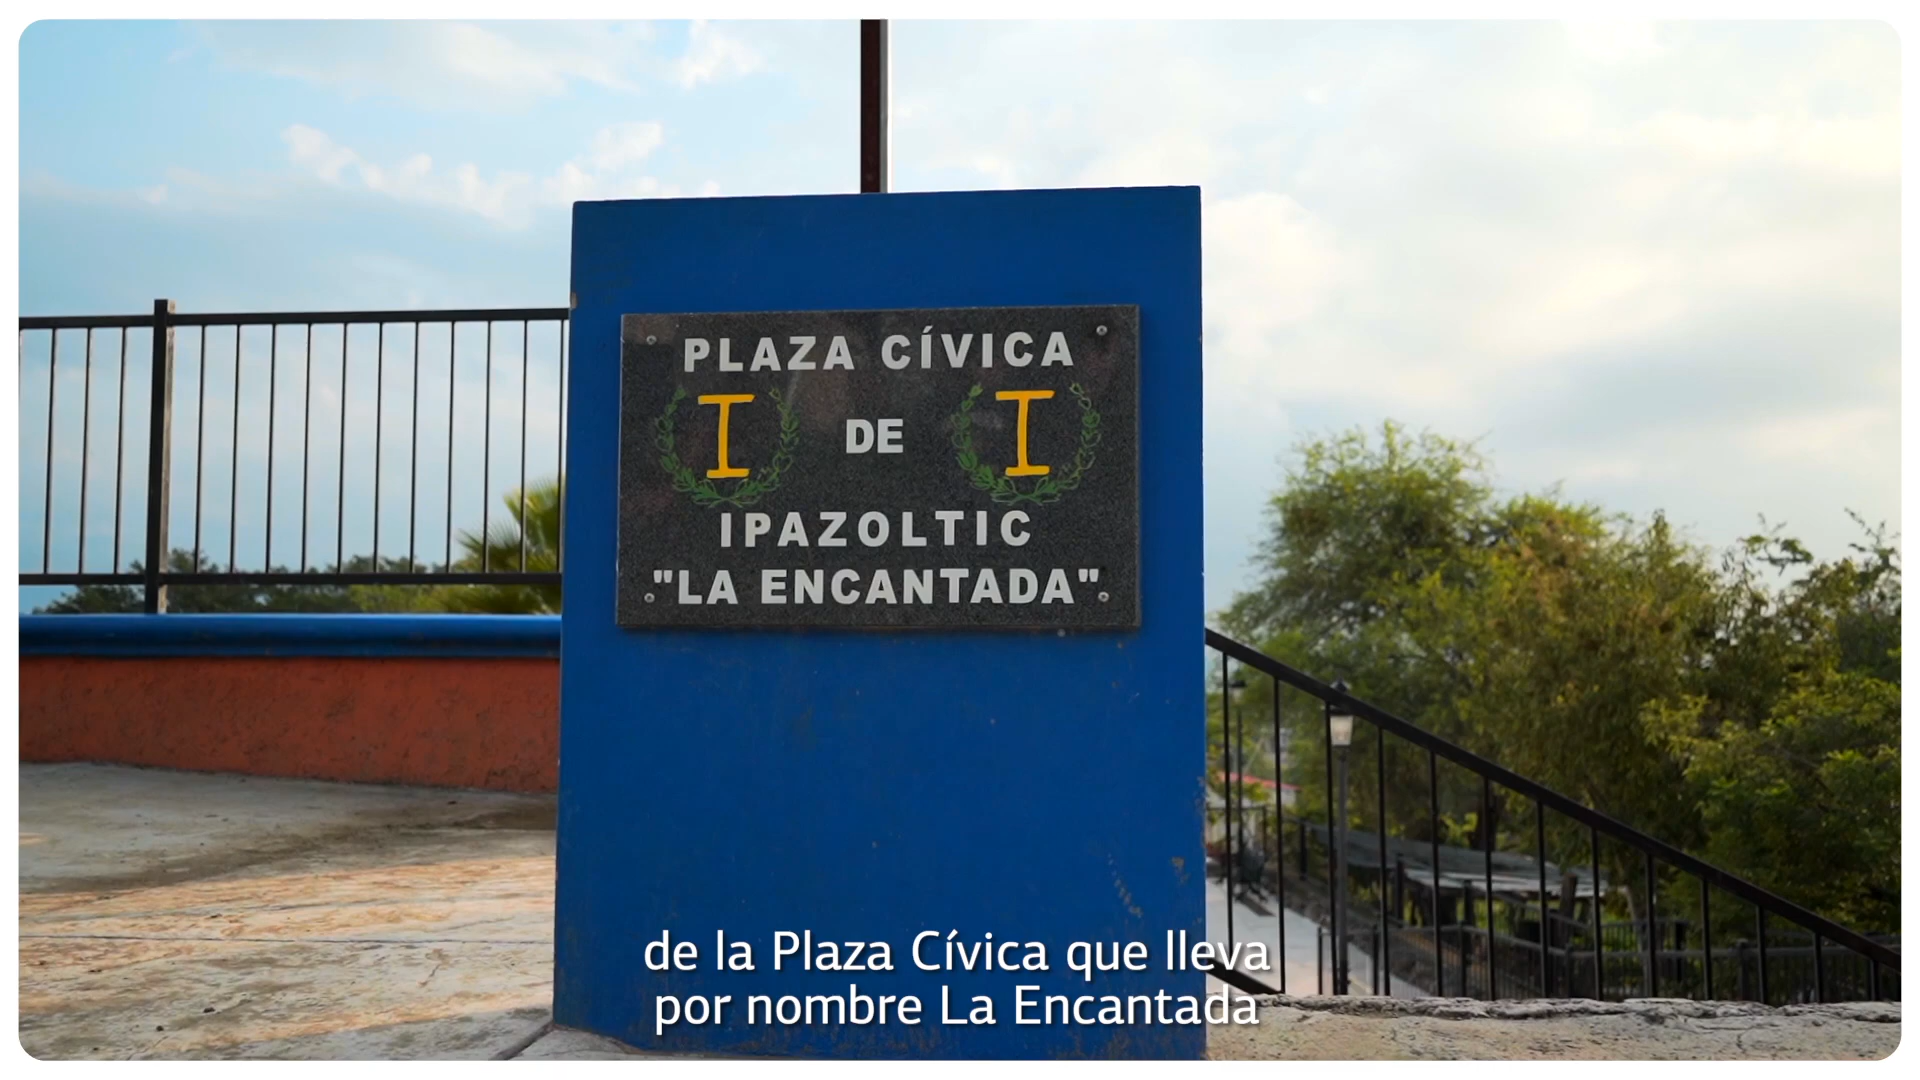 PLAZA CÍVICA
I DE I
IPAZOLTIC
"LA ENCANTADA"
de la Plaza Cívica que lleva
por nombre La Encantada